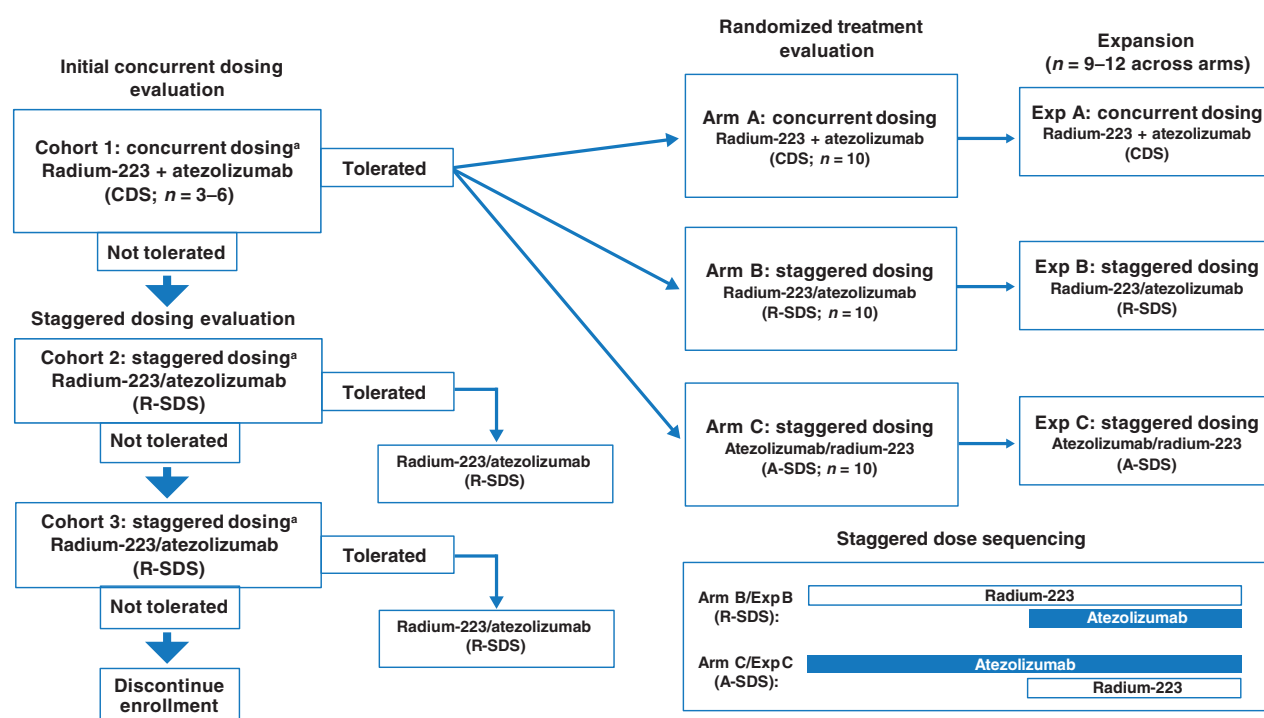 Initial concurrent dosing
evaluation
Cohort 1: concurrent dosingᵃ
Radium-223 + atezolizumab
(CDS; n = 3–6)
Tolerated
Not tolerated
Staggered dosing evaluation
Cohort 2: staggered dosingᵃ
Radium-223/atezolizumab
(R-SDS)
Tolerated
Not tolerated
Radium-223/atezolizumab
(R-SDS)
Cohort 3: staggered dosingᵃ
Radium-223/atezolizumab
(R-SDS)
Tolerated
Not tolerated
Radium-223/atezolizumab
(R-SDS)
Discontinue
enrollment
Randomized treatment
evaluation
Arm A: concurrent dosing
Radium-223 + atezolizumab
(CDS; n = 10)
Arm B: staggered dosing
Radium-223/atezolizumab
(R-SDS; n = 10)
Arm C: staggered dosing
Atezolizumab/radium-223
(A-SDS; n = 10)
Expansion
(n = 9–12 across arms)
Exp A: concurrent dosing
Radium-223 + atezolizumab
(CDS)
Exp B: staggered dosing
Radium-223/atezolizumab
(R-SDS)
Exp C: staggered dosing
Atezolizumab/radium-223
(A-SDS)
Staggered dose sequencing
Arm B/Exp B
(R-SDS):
Radium-223
Atezolizumab
Arm C/Exp C
(A-SDS):
Atezolizumab
Radium-223